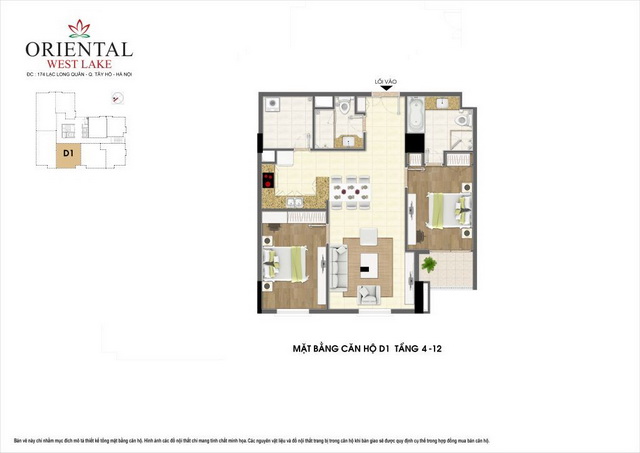 ORIENTAL
WEST LAKE
ĐC : 174 LẠC LONG QUÂN - Q. TÂY HỒ - HÀ NỘI
D1
LỐI VÀO
MẶT BẰNG CĂN HỘ D1 TẦNG 4 -12
Bản vẽ này chỉ nhằm mục đích mô tả thiết kế tổng mặt bằng căn hộ. Hình ảnh các đồ nội thất chỉ mang tính chất minh họa. Các nguyên vật liệu và đồ nội thất trang bị trong căn hộ khi bàn giao sẽ được quy định cụ thể trong hợp đồng mua bán căn hộ.